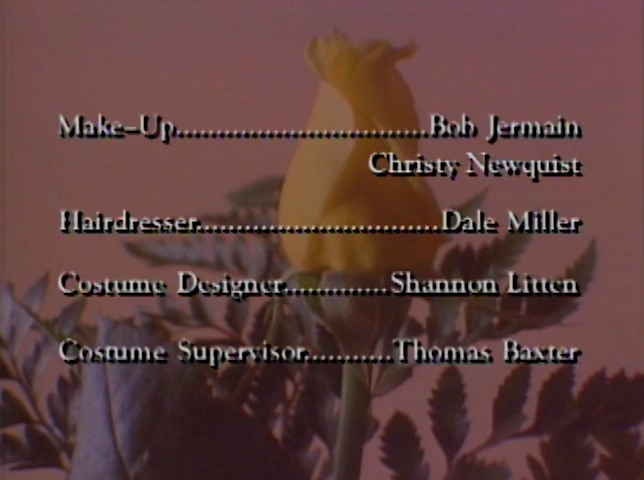 Make-Up..............................Bob Jermain
Christy Newquist
Hairdresser.............................Dale Miller
Costume Designer.............Shannon Litten
Costume Supervisor...........Thomas Baxter